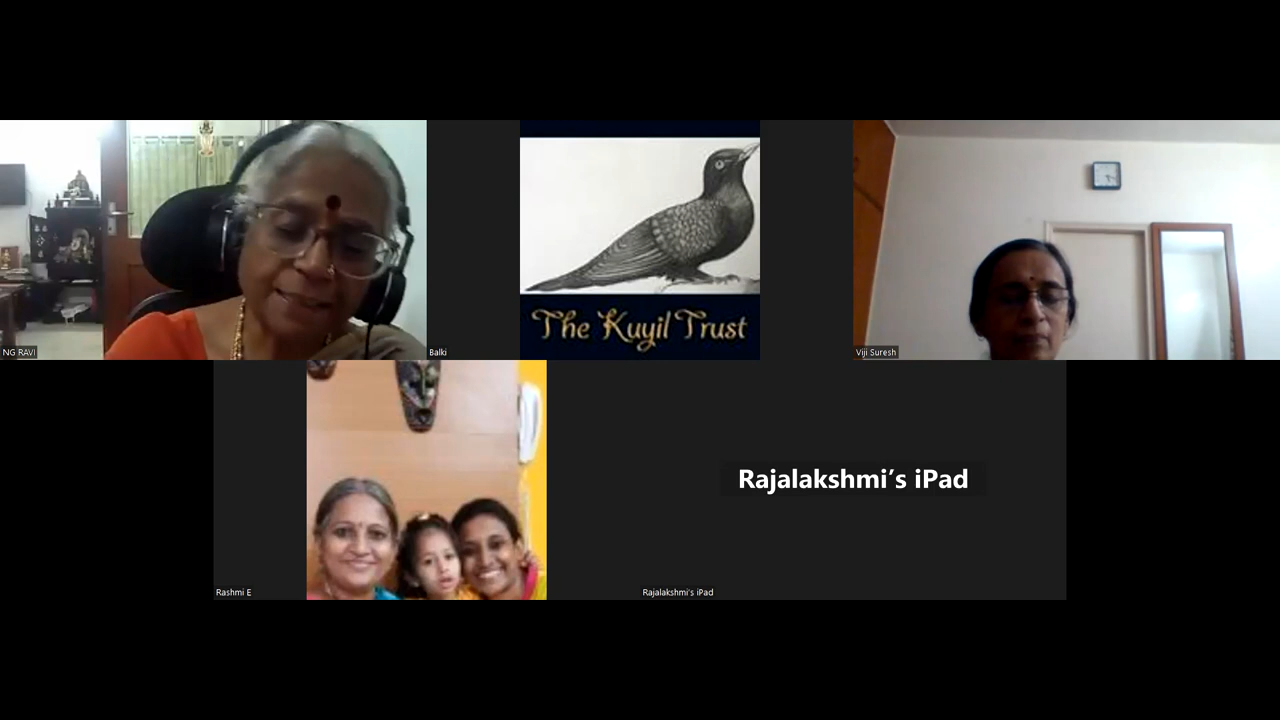 NG RAVI
The Kuyil Trust
Balki
Viji Suresh
Rashmi E
Rajalakshmi’s iPad
Rajalakshmi's iPad